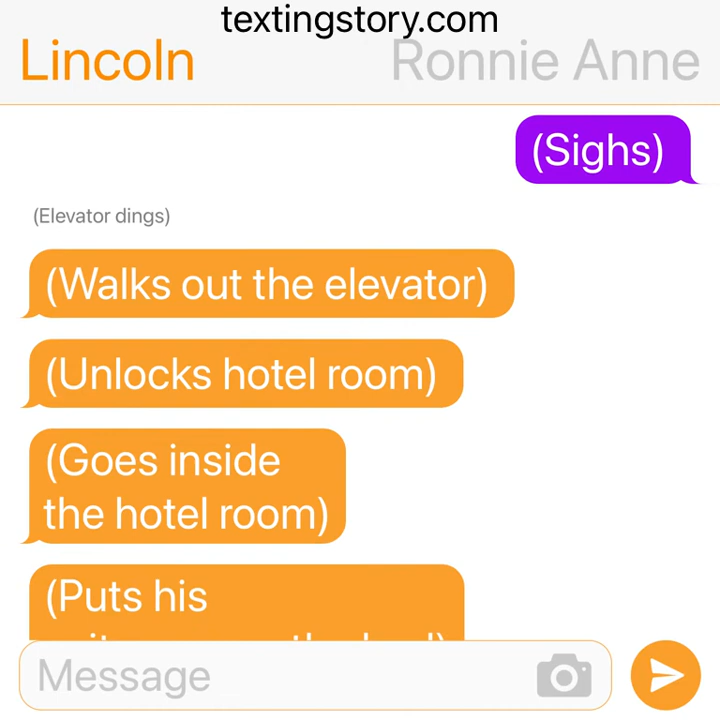 textingstory.com
Lincoln
Ronnie Anne
(Sighs)
(Elevator dings)
(Walks out the elevator)
(Unlocks hotel room)
(Goes inside
the hotel room)
(Puts his
Message